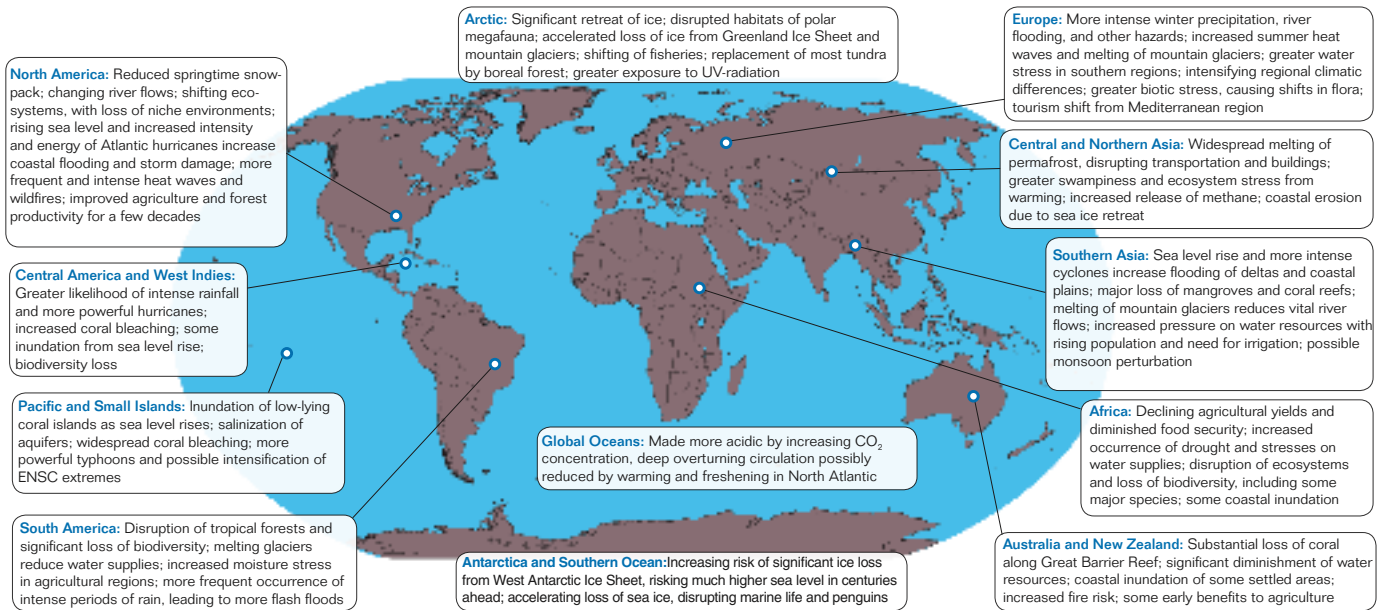 Arctic: Significant retreat of ice; disrupted habitats of polar
megafauna; accelerated loss of ice from Greenland Ice Sheet and
mountain glaciers; shifting of fisheries; replacement of most tundra
by boreal forest; greater exposure to UV-radiation
Europe: More intense winter precipitation, river
flooding, and other hazards; increased summer heat
waves and melting of mountain glaciers; greater water
stress in southern regions; intensifying regional climatic
differences; greater biotic stress, causing shifts in flora;
tourism shift from Mediterranean region
North America: Reduced springtime snow-
pack; changing river flows; shifting eco-
systems, with loss of niche environments;
rising sea level and increased intensity
and energy of Atlantic hurricanes increase
coastal flooding and storm damage; more
frequent and intense heat waves and
wildfires; improved agriculture and forest
productivity for a few decades
Central and Northern Asia: Widespread melting of
permafrost, disrupting transportation and buildings;
greater swampiness and ecosystem stress from
warming; increased release of methane; coastal erosion
due to sea ice retreat
Southern Asia: Sea level rise and more intense
cyclones increase flooding of deltas and coastal
plains; major loss of mangroves and coral reefs;
melting of mountain glaciers reduces vital river
flows; increased pressure on water resources with
rising population and need for irrigation; possible
monsoon perturbation
Central America and West Indies:
Greater likelihood of intense rainfall
and more powerful hurricanes;
increased coral bleaching; some
inundation from sea level rise;
biodiversity loss
Pacific and Small Islands: Inundation of low-lying
coral islands as sea level rises; salinization of
aquifers; widespread coral bleaching; more
powerful typhoons and possible intensification of
ENSC extremes
Africa: Declining agricultural yields and
diminished food security; increased
occurrence of drought and stresses on
water supplies; disruption of ecosystems
and loss of biodiversity, including some
major species; some coastal inundation
Global Oceans: Made more acidic by increasing CO₂
concentration, deep overturning circulation possibly
reduced by warming and freshening in North Atlantic
South America: Disruption of tropical forests and
significant loss of biodiversity; melting glaciers
reduce water supplies; increased moisture stress
in agricultural regions; more frequent occurrence of
intense periods of rain, leading to more flash floods
Antarctica and Southern Ocean:Increasing risk of significant ice loss
from West Antarctic Ice Sheet, risking much higher sea level in centuries
ahead; accelerating loss of sea ice, disrupting marine life and penguins
Australia and New Zealand: Substantial loss of coral
along Great Barrier Reef; significant diminishment of water
resources; coastal inundation of some settled areas;
increased fire risk; some early benefits to agriculture